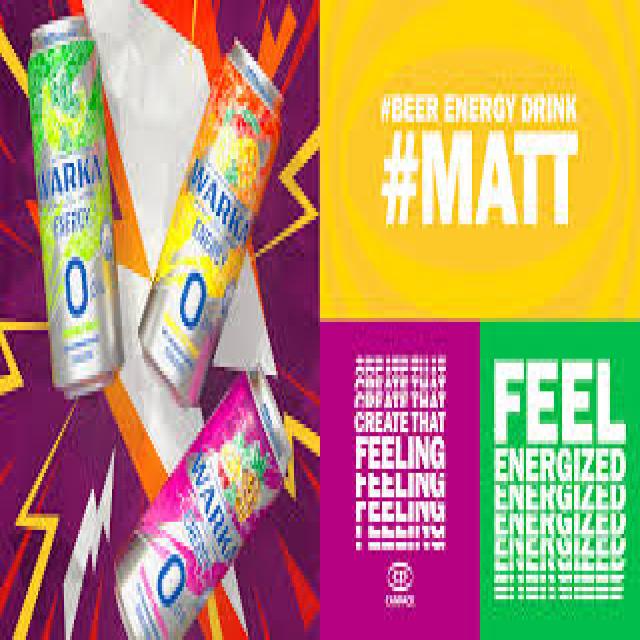 WARKA
ENERGY
0
WARKA
ENERGY
0
WARKA
ENERGY
0
#BEER ENERGY DRINK
#MATT
CREATE THAT
CREATE THAT
CREATE THAT
FEELING
FEELING
FEELING
FEELING
FEEL
ENERGIZED
ENERGIZED
ENERGIZED
ENERGIZED
ENERGIZED